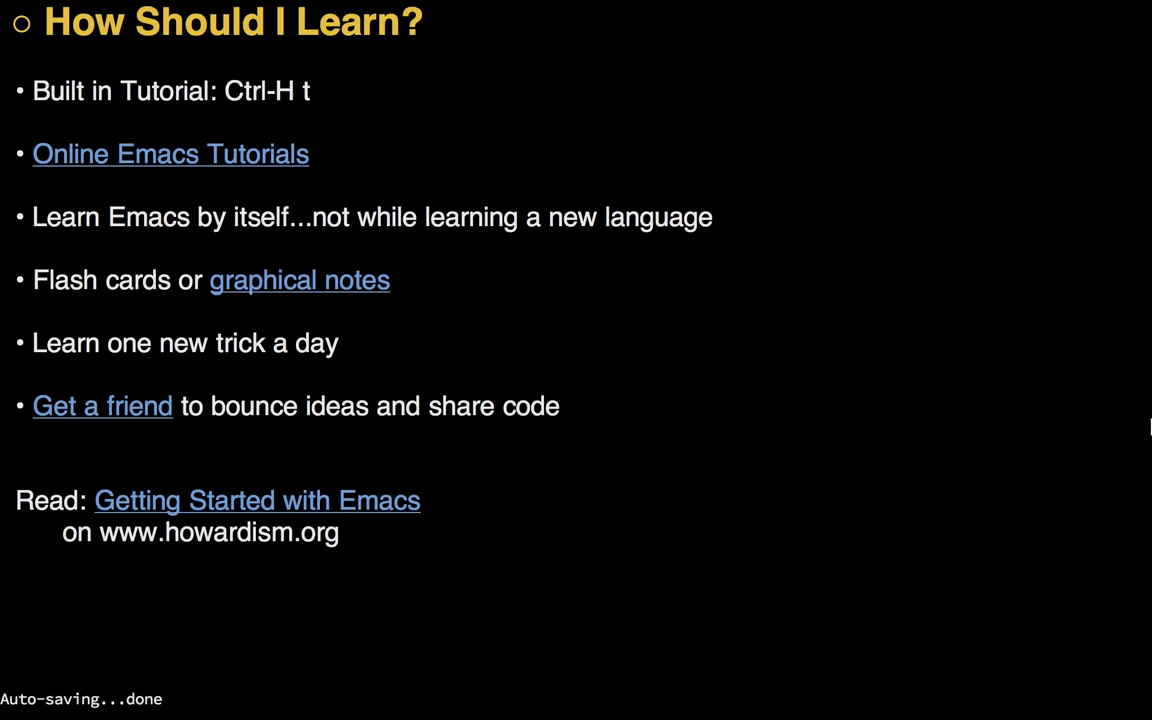 ○ How Should I Learn?
• Built in Tutorial: Ctrl-H t
• Online Emacs Tutorials
• Learn Emacs by itself...not while learning a new language
• Flash cards or graphical notes
• Learn one new trick a day
• Get a friend to bounce ideas and share code
Read: Getting Started with Emacs
on www.howardism.org
Auto-saving...done